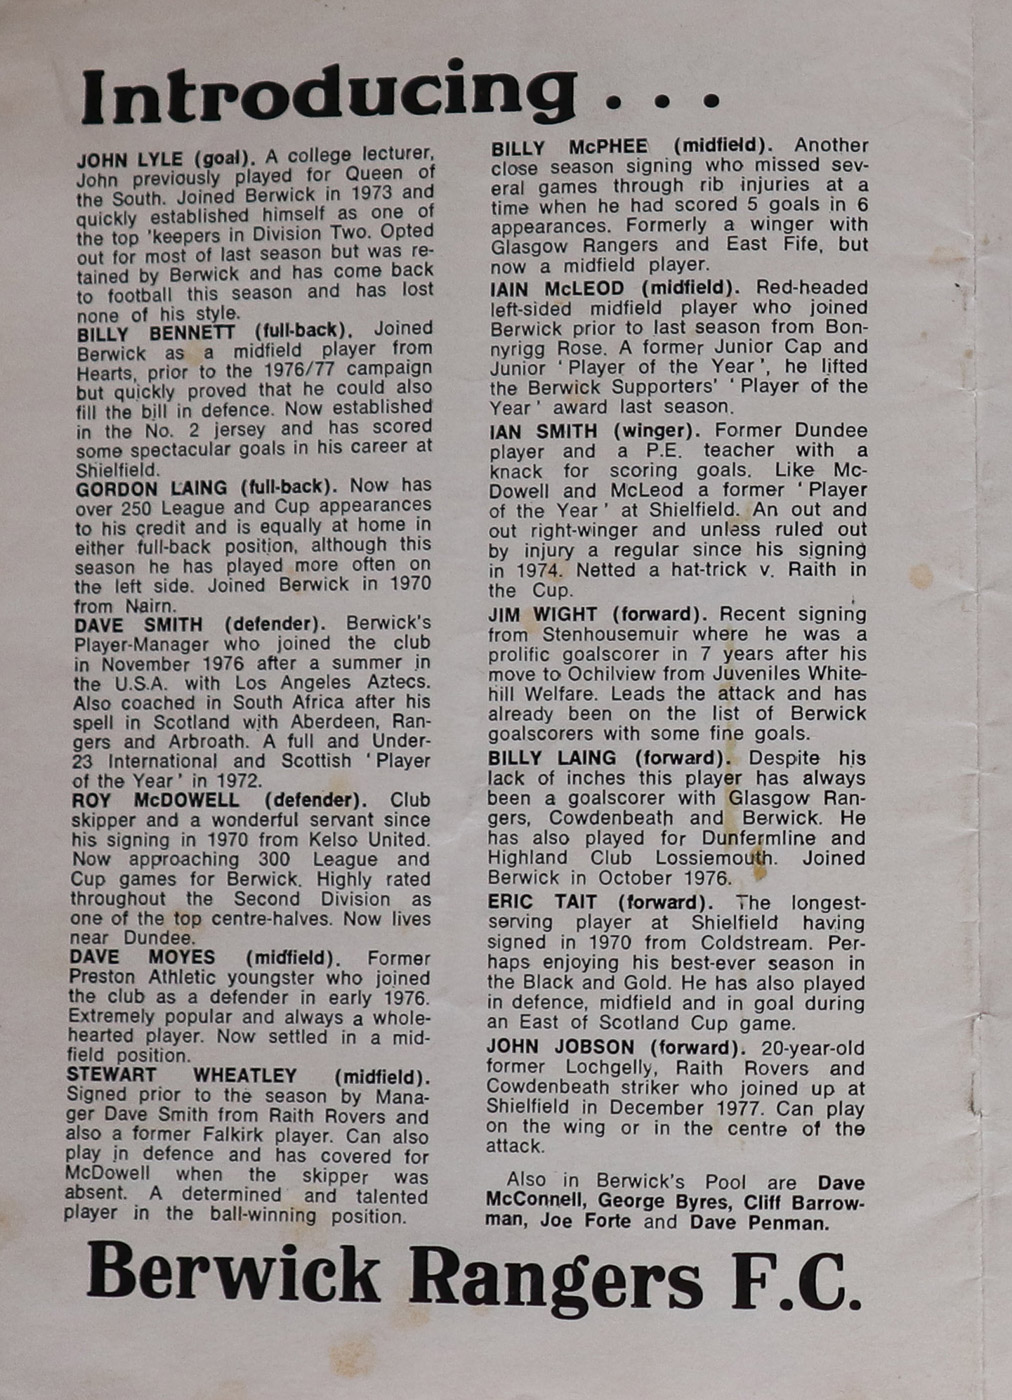 Introducing . . .
JOHN LYLE (goal). A college lecturer,
John previously played for Queen of
the South. Joined Berwick in 1973 and
quickly established himself as one of
the top 'keepers in Division Two. Opted
out for most of last season but was re-
tained by Berwick and has come back
to football this season and has lost
none of his style.
BILLY BENNETT (full-back). Joined
Berwick as a midfield player from
Hearts, prior to the 1976/77 campaign
but quickly proved that he could also
fill the bill in defence. Now established
in the No. 2 jersey and has scored
some spectacular goals in his career at
Shielfield.
GORDON LAING (full-back). Now has
over 250 League and Cup appearances
to his credit and is equally at home in
either full-back position, although this
season he has played more often on
the left side. Joined Berwick in 1970
from Nairn.
DAVE SMITH (defender). Berwick's
Player-Manager who joined the club
in November 1976 after a summer in
the U.S.A. with Los Angeles Aztecs.
Also coached in South Africa after his
spell in Scotland with Aberdeen, Ran-
gers and Arbroath. A full and Under-
23 International and Scottish 'Player
of the Year' in 1972.
ROY McDOWELL (defender). Club
skipper and a wonderful servant since
his signing in 1970 from Kelso United.
Now approaching 300 League and
Cup games for Berwick. Highly rated
throughout the Second Division as
one of the top centre-halves. Now lives
near Dundee.
DAVE MOYES (midfield). Former
Preston Athletic youngster who joined
the club as a defender in early 1976.
Extremely popular and always a whole-
hearted player. Now settled in a mid-
field position.
STEWART WHEATLEY (midfield).
Signed prior to the season by Mana-
ger Dave Smith from Raith Rovers and
also a former Falkirk player. Can also
play in defence and has covered for
McDowell when the skipper was
absent. A determined and talented
player in the ball-winning position.
BILLY McPHEE (midfield). Another
close season signing who missed sev-
eral games through rib injuries at a
time when he had scored 5 goals in 6
appearances. Formerly a winger with
Glasgow Rangers and East Fife, but
now a midfield player.
IAIN McLEOD (midfield). Red-headed
left-sided midfield player who joined
Berwick prior to last season from Bon-
nyrigg Rose. A former Junior Cap and
Junior 'Player of the Year', he lifted
the Berwick Supporters' 'Player of the
Year' award last season.
IAN SMITH (winger). Former Dundee
player and a P.E. teacher with a
knack for scoring goals. Like Mc-
Dowell and McLeod a former 'Player
of the Year' at Shielfield. An out and
out right-winger and unless ruled out
by injury a regular since his signing
in 1974. Netted a hat-trick v. Raith in
the Cup.
JIM WIGHT (forward). Recent signing
from Stenhousemuir where he was a
prolific goalscorer in 7 years after his
move to Ochilview from Juveniles White-
hill Welfare. Leads the attack and has
already been on the list of Berwick
goalscorers with some fine goals.
BILLY LAING (forward). Despite his
lack of inches this player has always
been a goalscorer with Glasgow Ran-
gers, Cowdenbeath and Berwick. He
has also played for Dunfermline and
Highland Club Lossiemouth. Joined
Berwick in October 1976.
ERIC TAIT (forward). The longest-
serving player at Shielfield having
signed in 1970 from Coldstream. Per-
haps enjoying his best-ever season in
the Black and Gold. He has also played
in defence, midfield and in goal during
an East of Scotland Cup game.
JOHN JOBSON (forward). 20-year-old
former Lochgelly, Raith Rovers and
Cowdenbeath striker who joined up at
Shielfield in December 1977. Can play
on the wing or in the centre of the
attack.
Also in Berwick's Pool are Dave
McConnell, George Byres, Cliff Barrow-
man, Joe Forte and Dave Penman.
Berwick Rangers F.C.